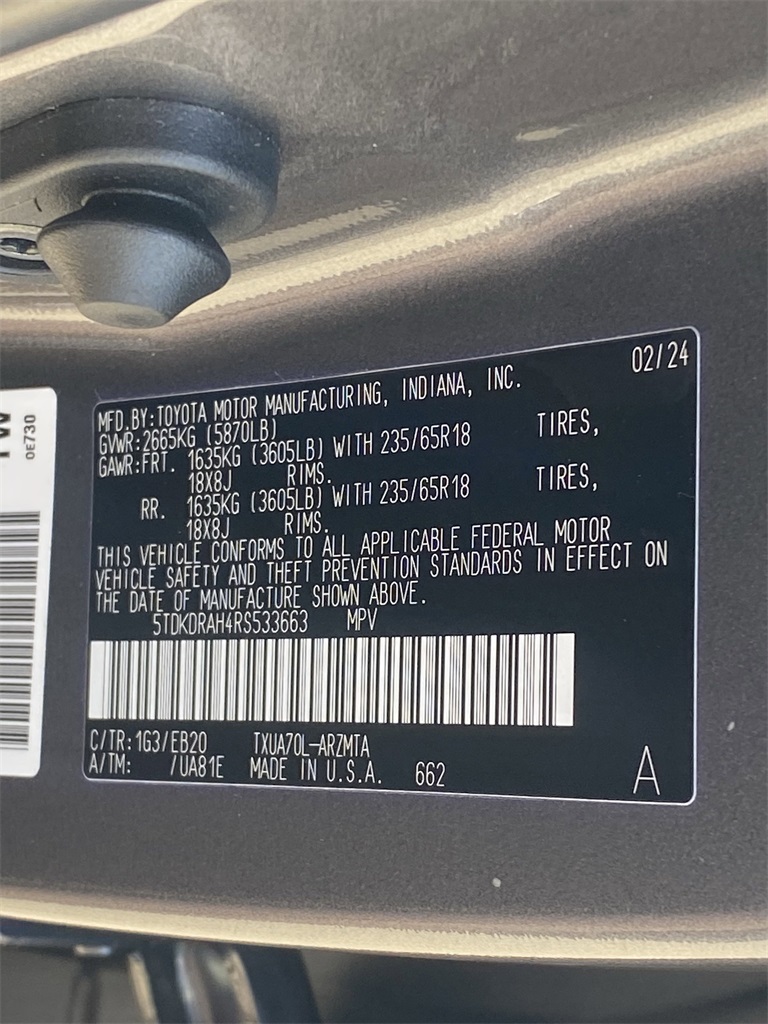 02/24
MFD.BY:TOYOTA MOTOR MANUFACTURING, INDIANA, INC.
GVWR:2665KG (5870LB)
GAWR:FRT. 1635KG (3605LB) WITH 235/65R18 TIRES,
18X8J RIMS.
RR. 1635KG (3605LB) WITH 235/65R18 TIRES,
18X8J RIMS.
THIS VEHICLE CONFORMS TO ALL APPLICABLE FEDERAL MOTOR
VEHICLE SAFETY AND THEFT PREVENTION STANDARDS IN EFFECT ON
THE DATE OF MANUFACTURE SHOWN ABOVE.
5TDKDRAH4RS533663 MPV
C/TR:1G3/EB20 TXUA70L-ARZMTA
A/TM: /UA81E MADE IN U.S.A. 662
A
0E730